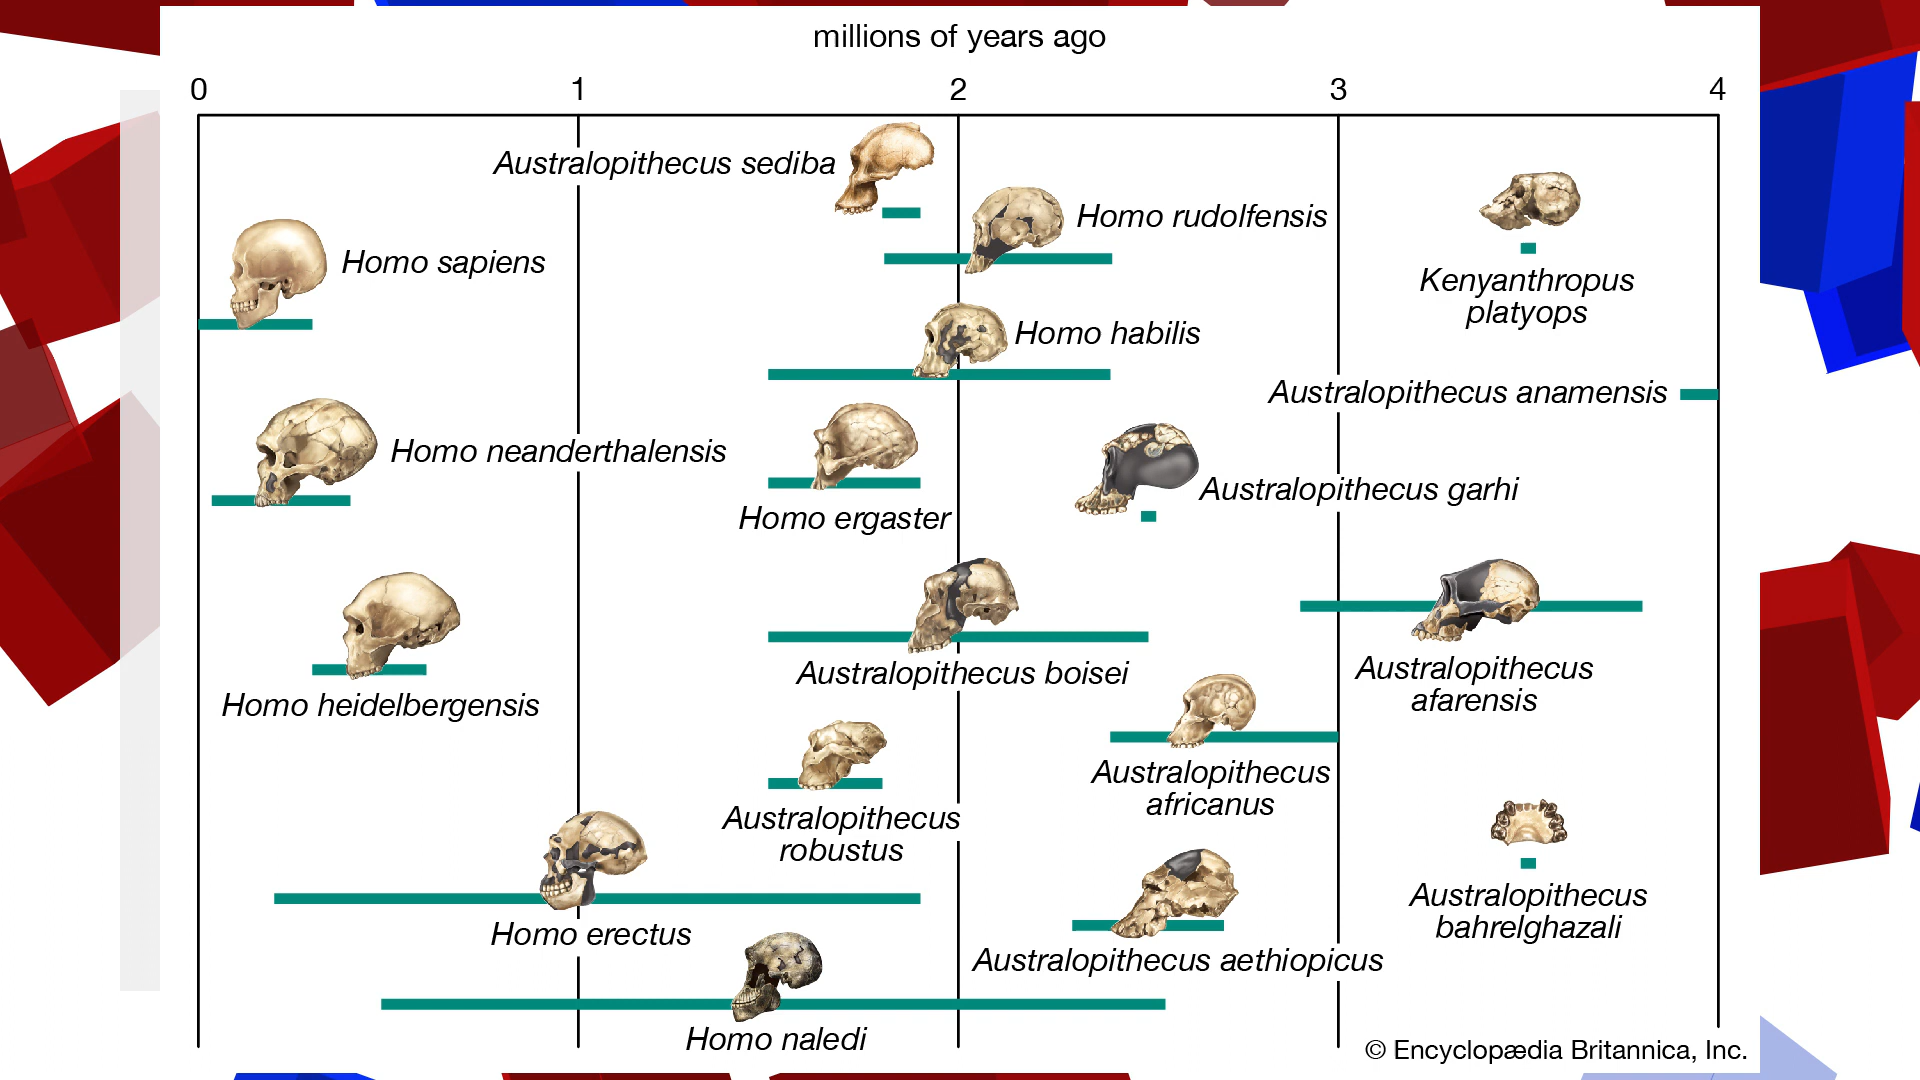 millions of years ago
0 1 2 3 4
Australopithecus sediba
Homo rudolfensis
Homo sapiens
Kenyanthropus
platyops
Homo habilis
Australopithecus anamensis
Homo neanderthalensis
Australopithecus garhi
Homo ergaster
Australopithecus boisei
Australopithecus
afarensis
Homo heidelbergensis
Australopithecus
africanus
Australopithecus
robustus
Australopithecus
bahrelghazali
Homo erectus
Australopithecus aethiopicus
Homo naledi
© Encyclopædia Britannica, Inc.